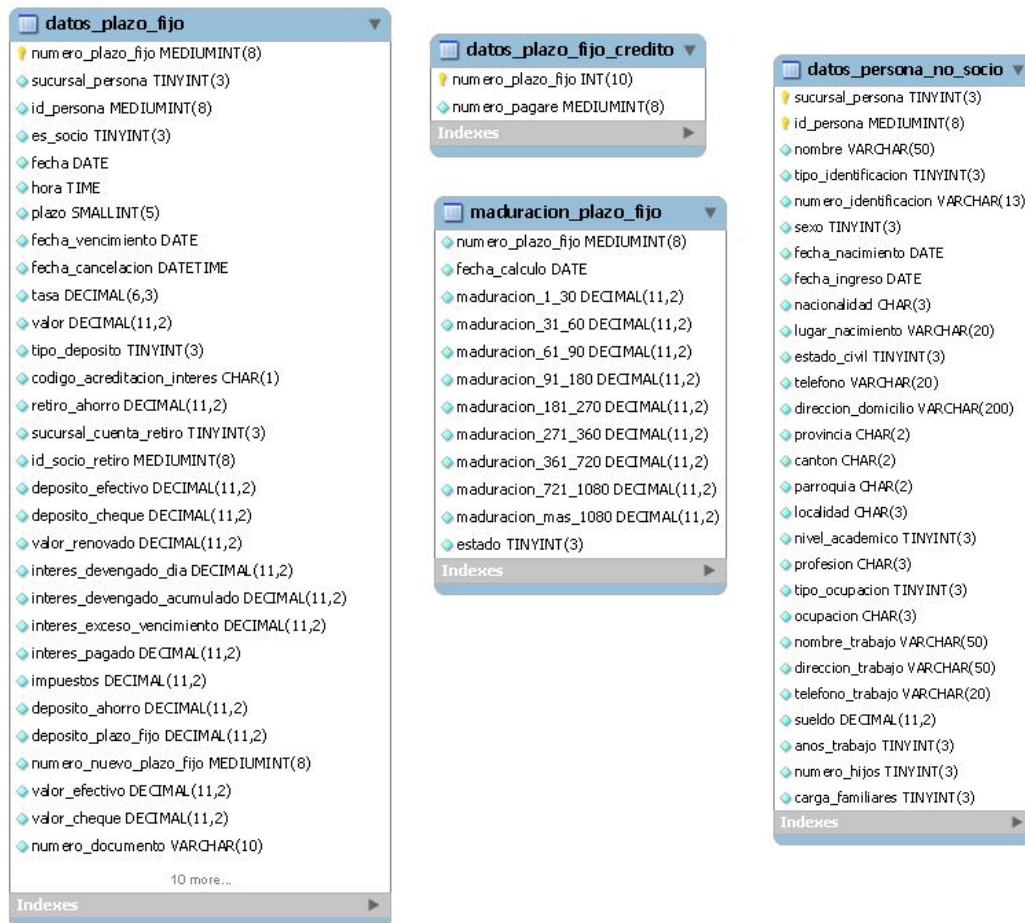 datos_plazo_fijo
numero_plazo_fijo MEDIUMINT(8)
sucursal_persona TINYINT(3)
id_persona MEDIUMINT(8)
es_socio TINYINT(3)
fecha DATE
hora TIME
plazo SMALLINT(5)
fecha_vencimiento DATE
fecha_cancelacion DATETIME
tasa DECIMAL(6,3)
valor DECIMAL(11,2)
tipo_deposito TINYINT(3)
codigo_acreditacion_interes CHAR(1)
retiro_ahorro DECIMAL(11,2)
sucursal_cuenta_retiro TINYINT(3)
id_socio_retiro MEDIUMINT(8)
deposito_efectivo DECIMAL(11,2)
deposito_cheque DECIMAL(11,2)
valor_renovado DECIMAL(11,2)
interes_devengado_dia DECIMAL(11,2)
interes_devengado_acumulado DECIMAL(11,2)
interes_exceso_vencimiento DECIMAL(11,2)
interes_pagado DECIMAL(11,2)
impuestos DECIMAL(11,2)
deposito_ahorro DECIMAL(11,2)
deposito_plazo_fijo DECIMAL(11,2)
numero_nuevo_plazo_fijo MEDIUMINT(8)
valor_efectivo DECIMAL(11,2)
valor_cheque DECIMAL(11,2)
numero_documento VARCHAR(10)
10 more...
Indexes
datos_plazo_fijo_credito
numero_plazo_fijo INT(10)
numero_pagare MEDIUMINT(8)
Indexes
maduracion_plazo_fijo
numero_plazo_fijo MEDIUMINT(8)
fecha_calculo DATE
maduracion_1_30 DECIMAL(11,2)
maduracion_31_60 DECIMAL(11,2)
maduracion_61_90 DECIMAL(11,2)
maduracion_91_180 DECIMAL(11,2)
maduracion_181_270 DECIMAL(11,2)
maduracion_271_360 DECIMAL(11,2)
maduracion_361_720 DECIMAL(11,2)
maduracion_721_1080 DECIMAL(11,2)
maduracion_mas_1080 DECIMAL(11,2)
estado TINYINT(3)
Indexes
datos_persona_no_socio
sucursal_persona TINYINT(3)
id_persona MEDIUMINT(8)
nombre VARCHAR(50)
tipo_identificacion TINYINT(3)
numero_identificacion VARCHAR(13)
sexo TINYINT(3)
fecha_nacimiento DATE
fecha_ingreso DATE
nacionalidad CHAR(3)
lugar_nacimiento VARCHAR(20)
estado_civil TINYINT(3)
telefono VARCHAR(20)
direccion_domicilio VARCHAR(200)
provincia CHAR(2)
canton CHAR(2)
parroquia CHAR(2)
localidad CHAR(3)
nivel_academico TINYINT(3)
profesion CHAR(3)
tipo_ocupacion TINYINT(3)
ocupacion CHAR(3)
nombre_trabajo VARCHAR(50)
direccion_trabajo VARCHAR(50)
telefono_trabajo VARCHAR(20)
sueldo DECIMAL(11,2)
anos_trabajo TINYINT(3)
numero_hijos TINYINT(3)
carga_familiares TINYINT(3)
Indexes